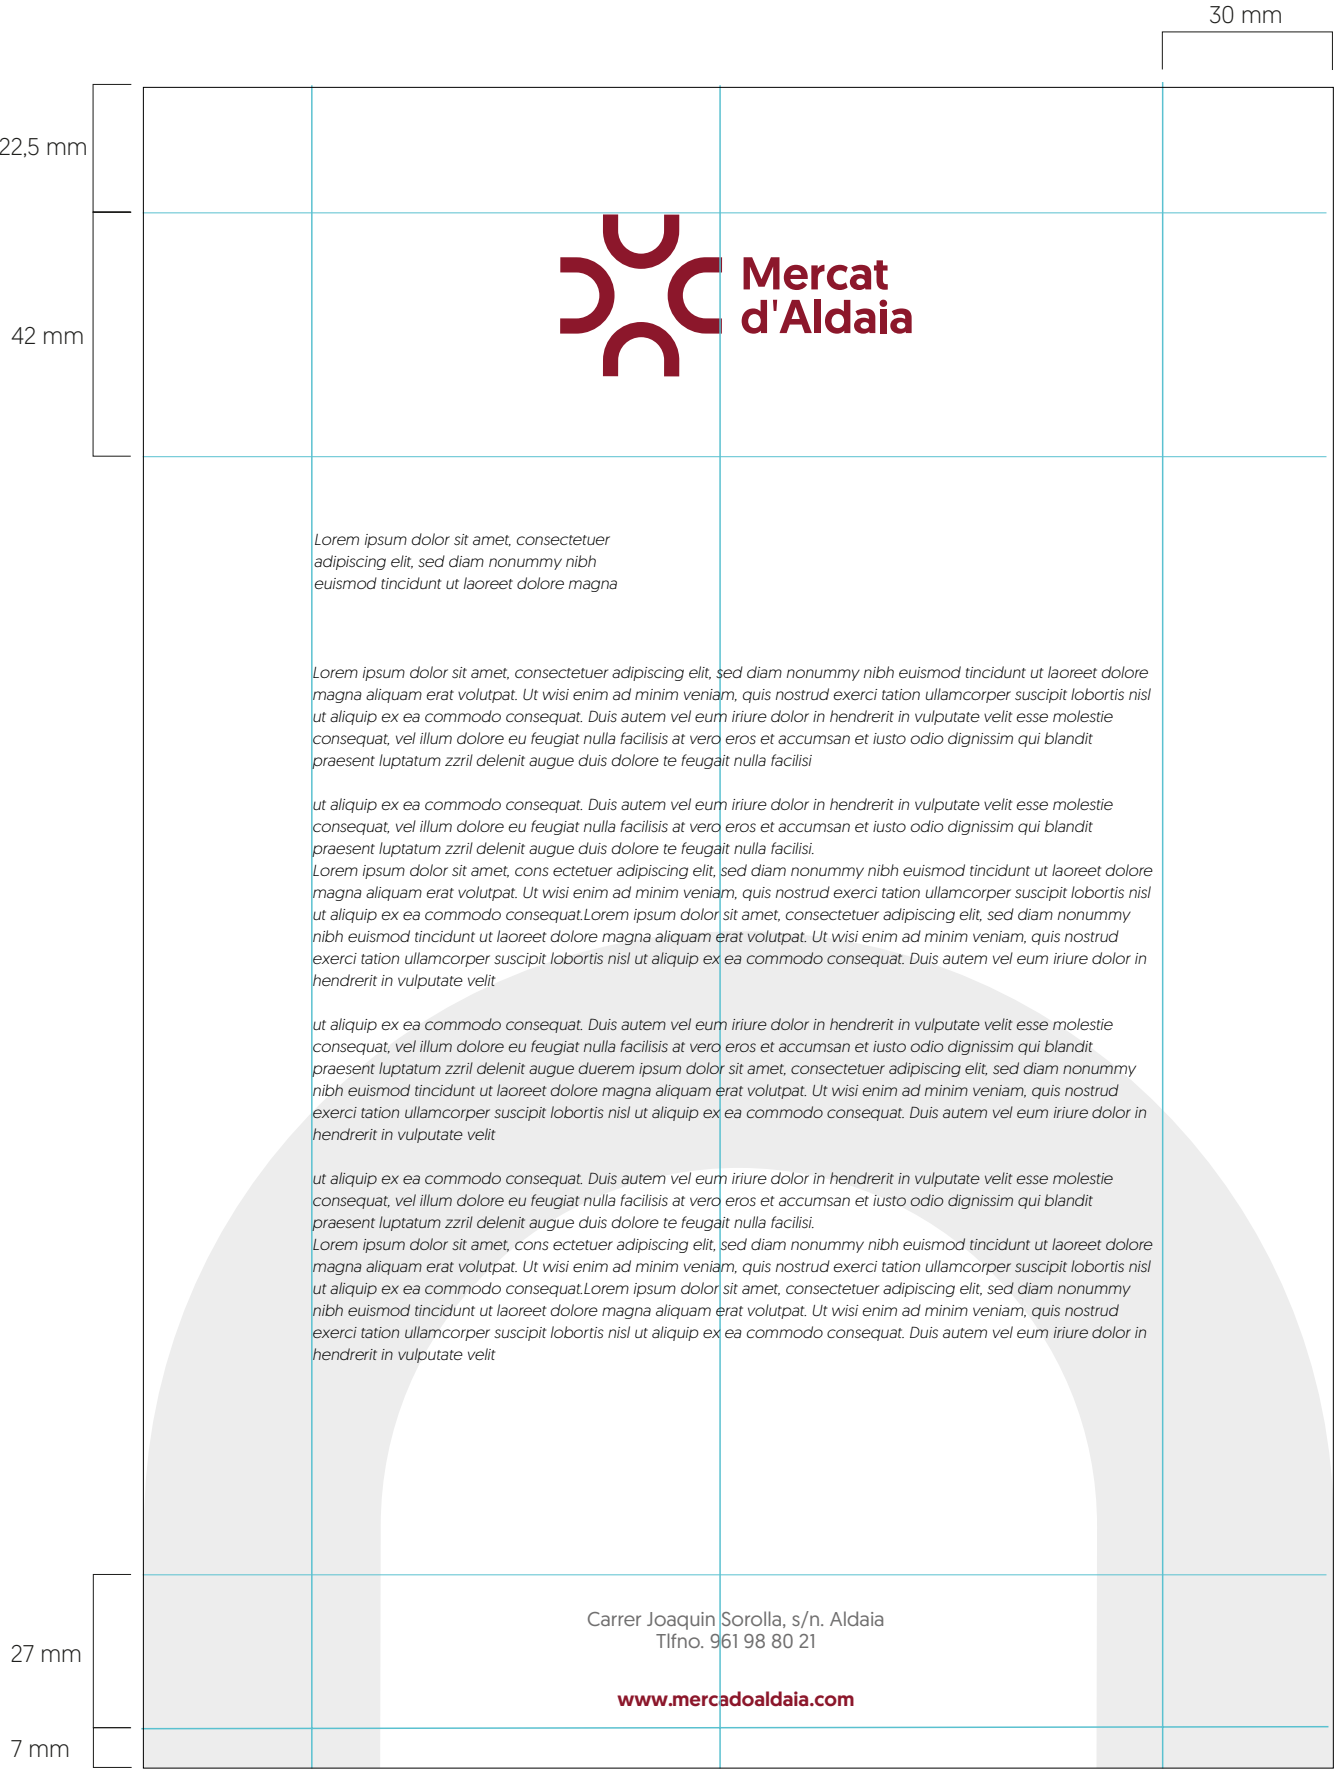 30 mm
22,5 mm
42 mm
Mercat
d'Aldaia
Lorem ipsum dolor sit amet, consectetuer
adipiscing elit, sed diam nonummy nibh
euismod tincidunt ut laoreet dolore magna
Lorem ipsum dolor sit amet, consectetuer adipiscing elit, sed diam nonummy nibh euismod tincidunt ut laoreet dolore
magna aliquam erat volutpat. Ut wisi enim ad minim veniam, quis nostrud exerci tation ullamcorper suscipit lobortis nisl
ut aliquip ex ea commodo consequat. Duis autem vel eum iriure dolor in hendrerit in vulputate velit esse molestie
consequat, vel illum dolore eu feugiat nulla facilisis at vero eros et accumsan et iusto odio dignissim qui blandit
praesent luptatum zzril delenit augue duis dolore te feugait nulla facilisi
ut aliquip ex ea commodo consequat. Duis autem vel eum iriure dolor in hendrerit in vulputate velit esse molestie
consequat, vel illum dolore eu feugiat nulla facilisis at vero eros et accumsan et iusto odio dignissim qui blandit
praesent luptatum zzril delenit augue duis dolore te feugait nulla facilisi.
Lorem ipsum dolor sit amet, cons ectetuer adipiscing elit, sed diam nonummy nibh euismod tincidunt ut laoreet dolore
magna aliquam erat volutpat. Ut wisi enim ad minim veniam, quis nostrud exerci tation ullamcorper suscipit lobortis nisl
ut aliquip ex ea commodo consequat.Lorem ipsum dolor sit amet, consectetuer adipiscing elit, sed diam nonummy
nibh euismod tincidunt ut laoreet dolore magna aliquam erat volutpat. Ut wisi enim ad minim veniam, quis nostrud
exerci tation ullamcorper suscipit lobortis nisl ut aliquip ex ea commodo consequat. Duis autem vel eum iriure dolor in
hendrerit in vulputate velit
ut aliquip ex ea commodo consequat. Duis autem vel eum iriure dolor in hendrerit in vulputate velit esse molestie
consequat, vel illum dolore eu feugiat nulla facilisis at vero eros et accumsan et iusto odio dignissim qui blandit
praesent luptatum zzril delenit augue duerem ipsum dolor sit amet, consectetuer adipiscing elit, sed diam nonummy
nibh euismod tincidunt ut laoreet dolore magna aliquam erat volutpat. Ut wisi enim ad minim veniam, quis nostrud
exerci tation ullamcorper suscipit lobortis nisl ut aliquip ex ea commodo consequat. Duis autem vel eum iriure dolor in
hendrerit in vulputate velit
ut aliquip ex ea commodo consequat. Duis autem vel eum iriure dolor in hendrerit in vulputate velit esse molestie
consequat, vel illum dolore eu feugiat nulla facilisis at vero eros et accumsan et iusto odio dignissim qui blandit
praesent luptatum zzril delenit augue duis dolore te feugait nulla facilisi.
Lorem ipsum dolor sit amet, cons ectetuer adipiscing elit, sed diam nonummy nibh euismod tincidunt ut laoreet dolore
magna aliquam erat volutpat. Ut wisi enim ad minim veniam, quis nostrud exerci tation ullamcorper suscipit lobortis nisl
ut aliquip ex ea commodo consequat.Lorem ipsum dolor sit amet, consectetuer adipiscing elit, sed diam nonummy
nibh euismod tincidunt ut laoreet dolore magna aliquam erat volutpat. Ut wisi enim ad minim veniam, quis nostrud
exerci tation ullamcorper suscipit lobortis nisl ut aliquip ex ea commodo consequat. Duis autem vel eum iriure dolor in
hendrerit in vulputate velit
Carrer Joaquin Sorolla, s/n. Aldaia
Tlfno. 961 98 80 21
27 mm
www.mercadoaldaia.com
7 mm